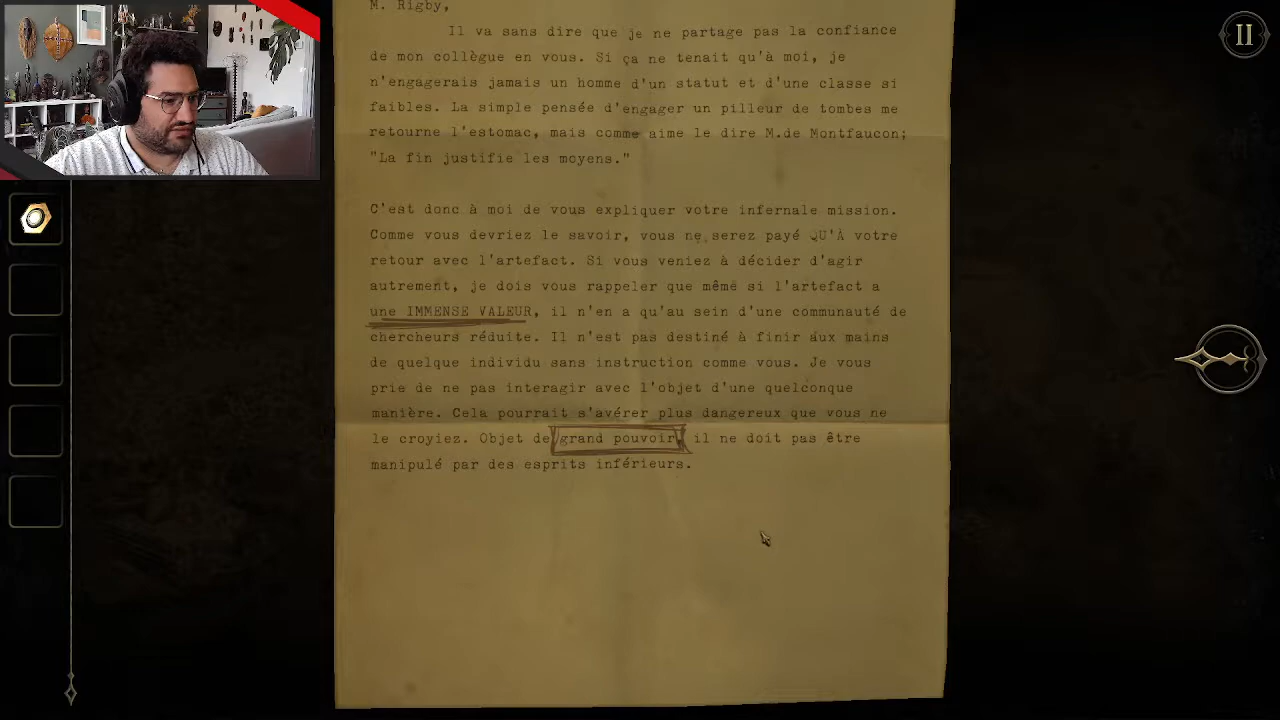 M. Rigby,
Il va sans dire que je ne partage pas la confiance
de mon collègue en vous. Si ça ne tenait qu'à moi, je
n'engagerais jamais un homme d'un statut et d'une classe si
faibles. La simple pensée d'engager un pilleur de tombes me
retourne l'estomac, mais comme aime le dire M.de Montfaucon;
"La fin justifie les moyens."
C'est donc à moi de vous expliquer votre infernale mission.
Comme vous devriez le savoir, vous ne serez payé QU'À votre
retour avec l'artefact. Si vous veniez à décider d'agir
autrement, je dois vous rappeler que même si l'artefact a
une IMMENSE VALEUR, il n'en a qu'au sein d'une communauté de
chercheurs réduite. Il n'est pas destiné à finir aux mains
de quelque individu sans instruction comme vous. Je vous
prie de ne pas interagir avec l'objet d'une quelconque
manière. Cela pourrait s'avérer plus dangereux que vous ne
le croyiez. Objet de grand pouvoir, il ne doit pas être
manipulé par des esprits inférieurs.